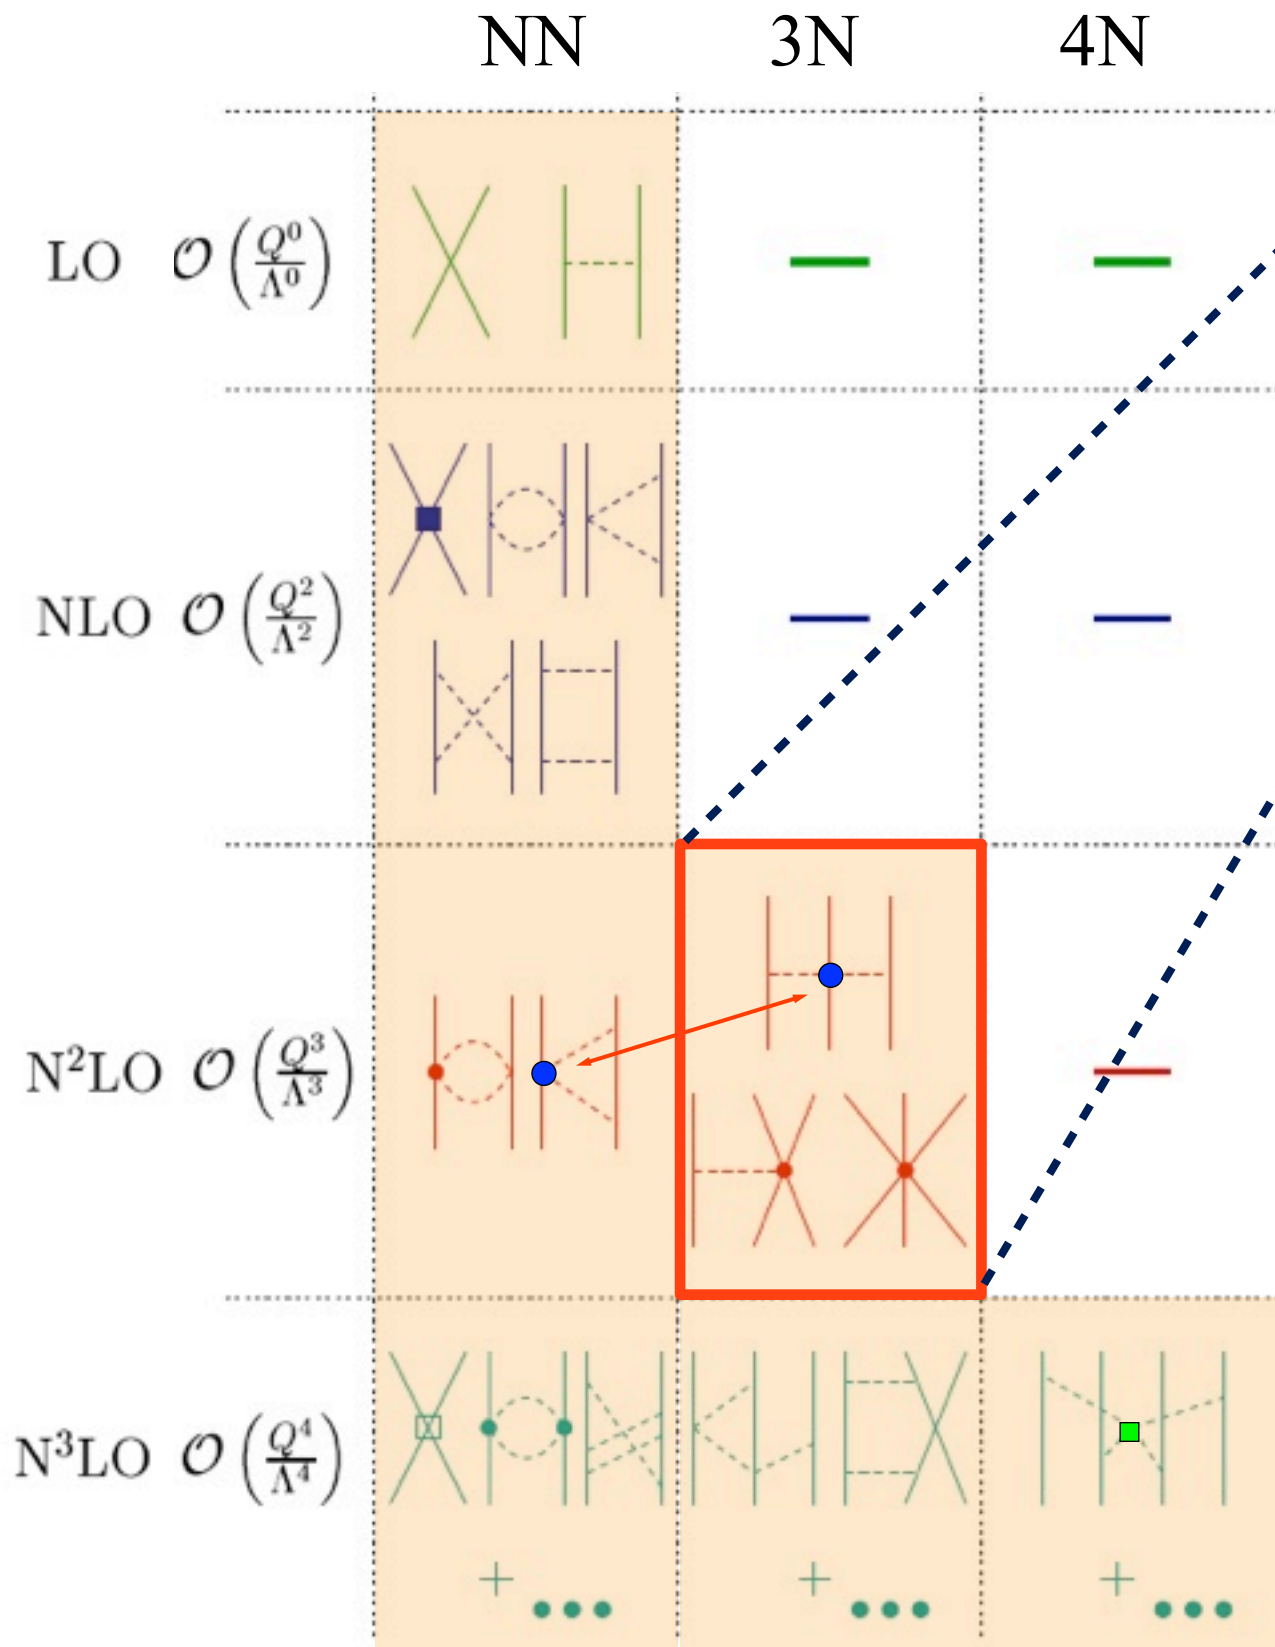 NN 3N 4N
LO 𝒪(Q⁰/Λ⁰)
NLO 𝒪(Q²/Λ²)
N²LO 𝒪(Q³/Λ³)
N³LO 𝒪(Q⁴/Λ⁴)
+ ••• + ••• + •••